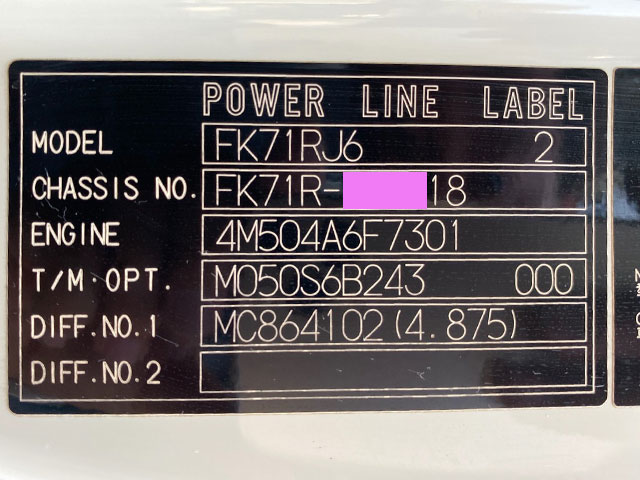 POWER LINE LABEL
MODEL FK71RJ6 2
CHASSIS NO. FK71R- 18
ENGINE 4M504A6F7301
T/M·OPT. M050S6B243 000
DIFF.NO.1 MC864102(4.875)
DIFF.NO.2